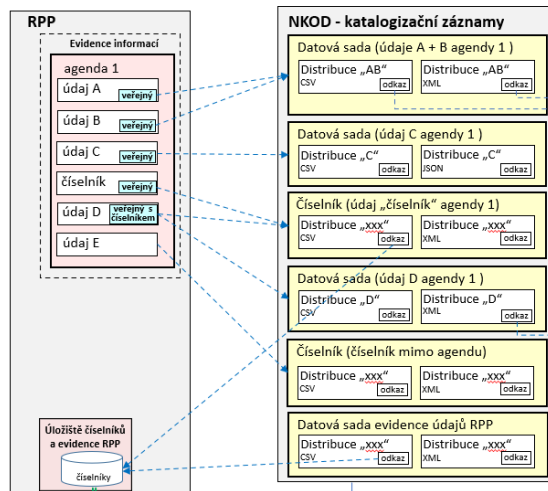 RPP
Evidence informací
agenda 1
údaj A
veřejný
údaj B
veřejný
údaj C
veřejný
číselník
veřejný
údaj D
veřejný s
číselníkem
údaj E
Úložiště číselníků
a evidence RPP
číselníky
NKOD - katalogizační záznamy
Datová sada (údaje A + B agendy 1 )
Distribuce „AB“
CSV
odkaz
Distribuce „AB“
XML
odkaz
Datová sada (údaj C agendy 1 )
Distribuce „C“
CSV
odkaz
Distribuce „C“
JSON
odkaz
Číselník (údaj „číselník“ agendy 1)
Distribuce „xxx“
CSV
odkaz
Distribuce „xxx“
XML
odkaz
Datová sada (údaj D agendy 1 )
Distribuce „D“
CSV
odkaz
Distribuce „D“
XML
odkaz
Číselník (číselník mimo agendu)
Distribuce „xxx“
CSV
odkaz
Distribuce „xxx“
XML
odkaz
Datová sada evidence údajů RPP
Distribuce „xxx“
CSV
odkaz
Distribuce „xxx“
XML
odkaz